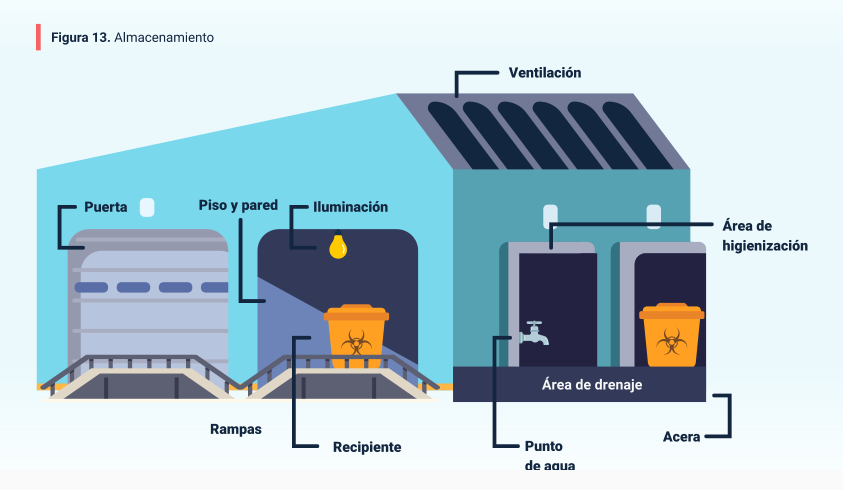 Figura 13. Almacenamiento
Ventilación
Puerta
Piso y pared
Iluminación
Área de
higienización
Área de drenaje
Rampas
Recipiente
Punto
de agua
Acera